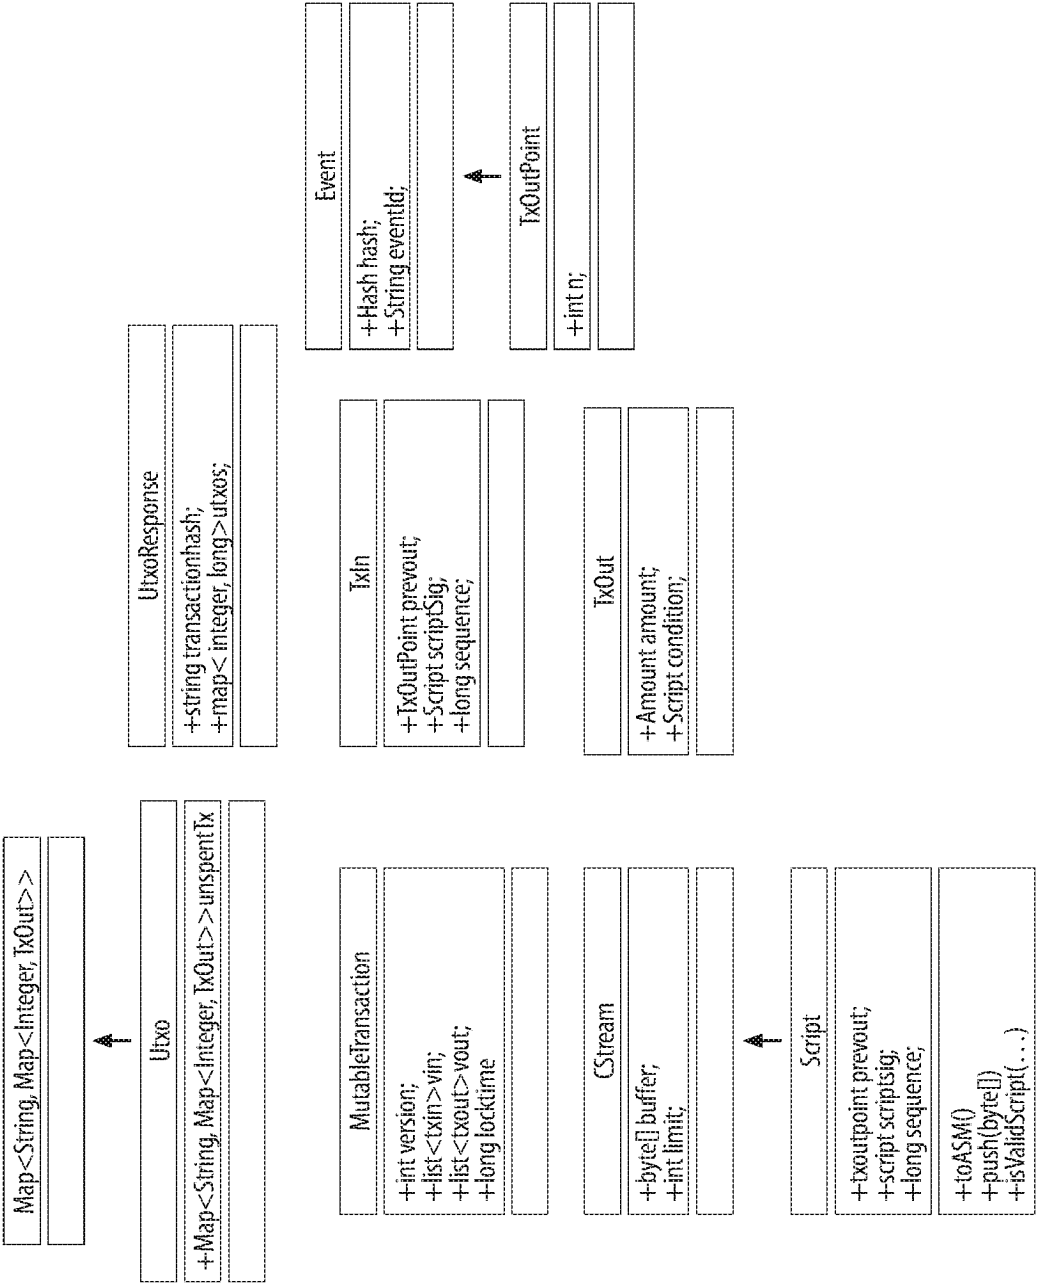 Map<String, Map<Integer, TxOut>>
Utxo
+Map<String, Map<Integer, TxOut>>unspentTx
UtxoResponse
+string transactionhash;
+map< integer, long>utxos;
MutableTransaction
+int version;
+list<txin>vin;
+list<txout>vout;
+long locktime
TxIn
+TxOutPoint prevout;
+Script scriptSig;
+long sequence;
Event
+Hash hash;
+String eventId;
CStream
+byte[] buffer;
+int limit;
TxOut
+Amount amount;
+Script condition;
TxOutPoint
+int n;
Script
+txoutpoint prevout;
+script scriptsig;
+long sequence;
+toASM()
+push(byte[])
+isValidScript(...)